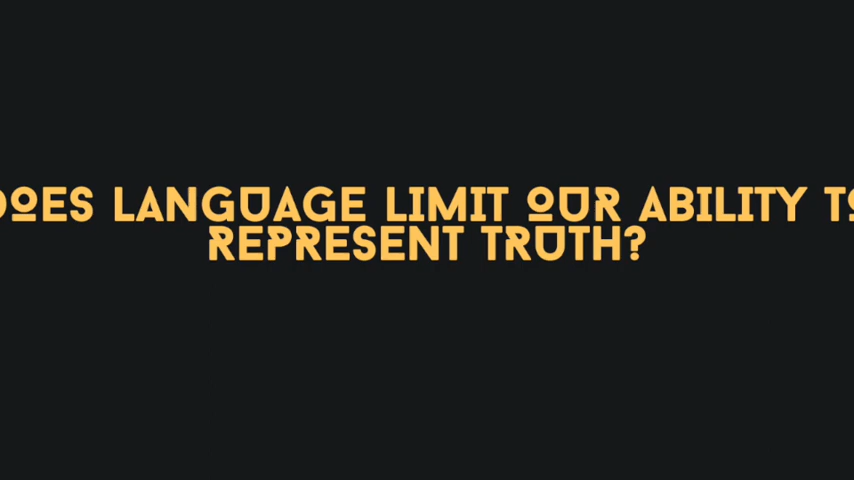 DOES LANGUAGE LIMIT OUR ABILITY TO
REPRESENT TRUTH?